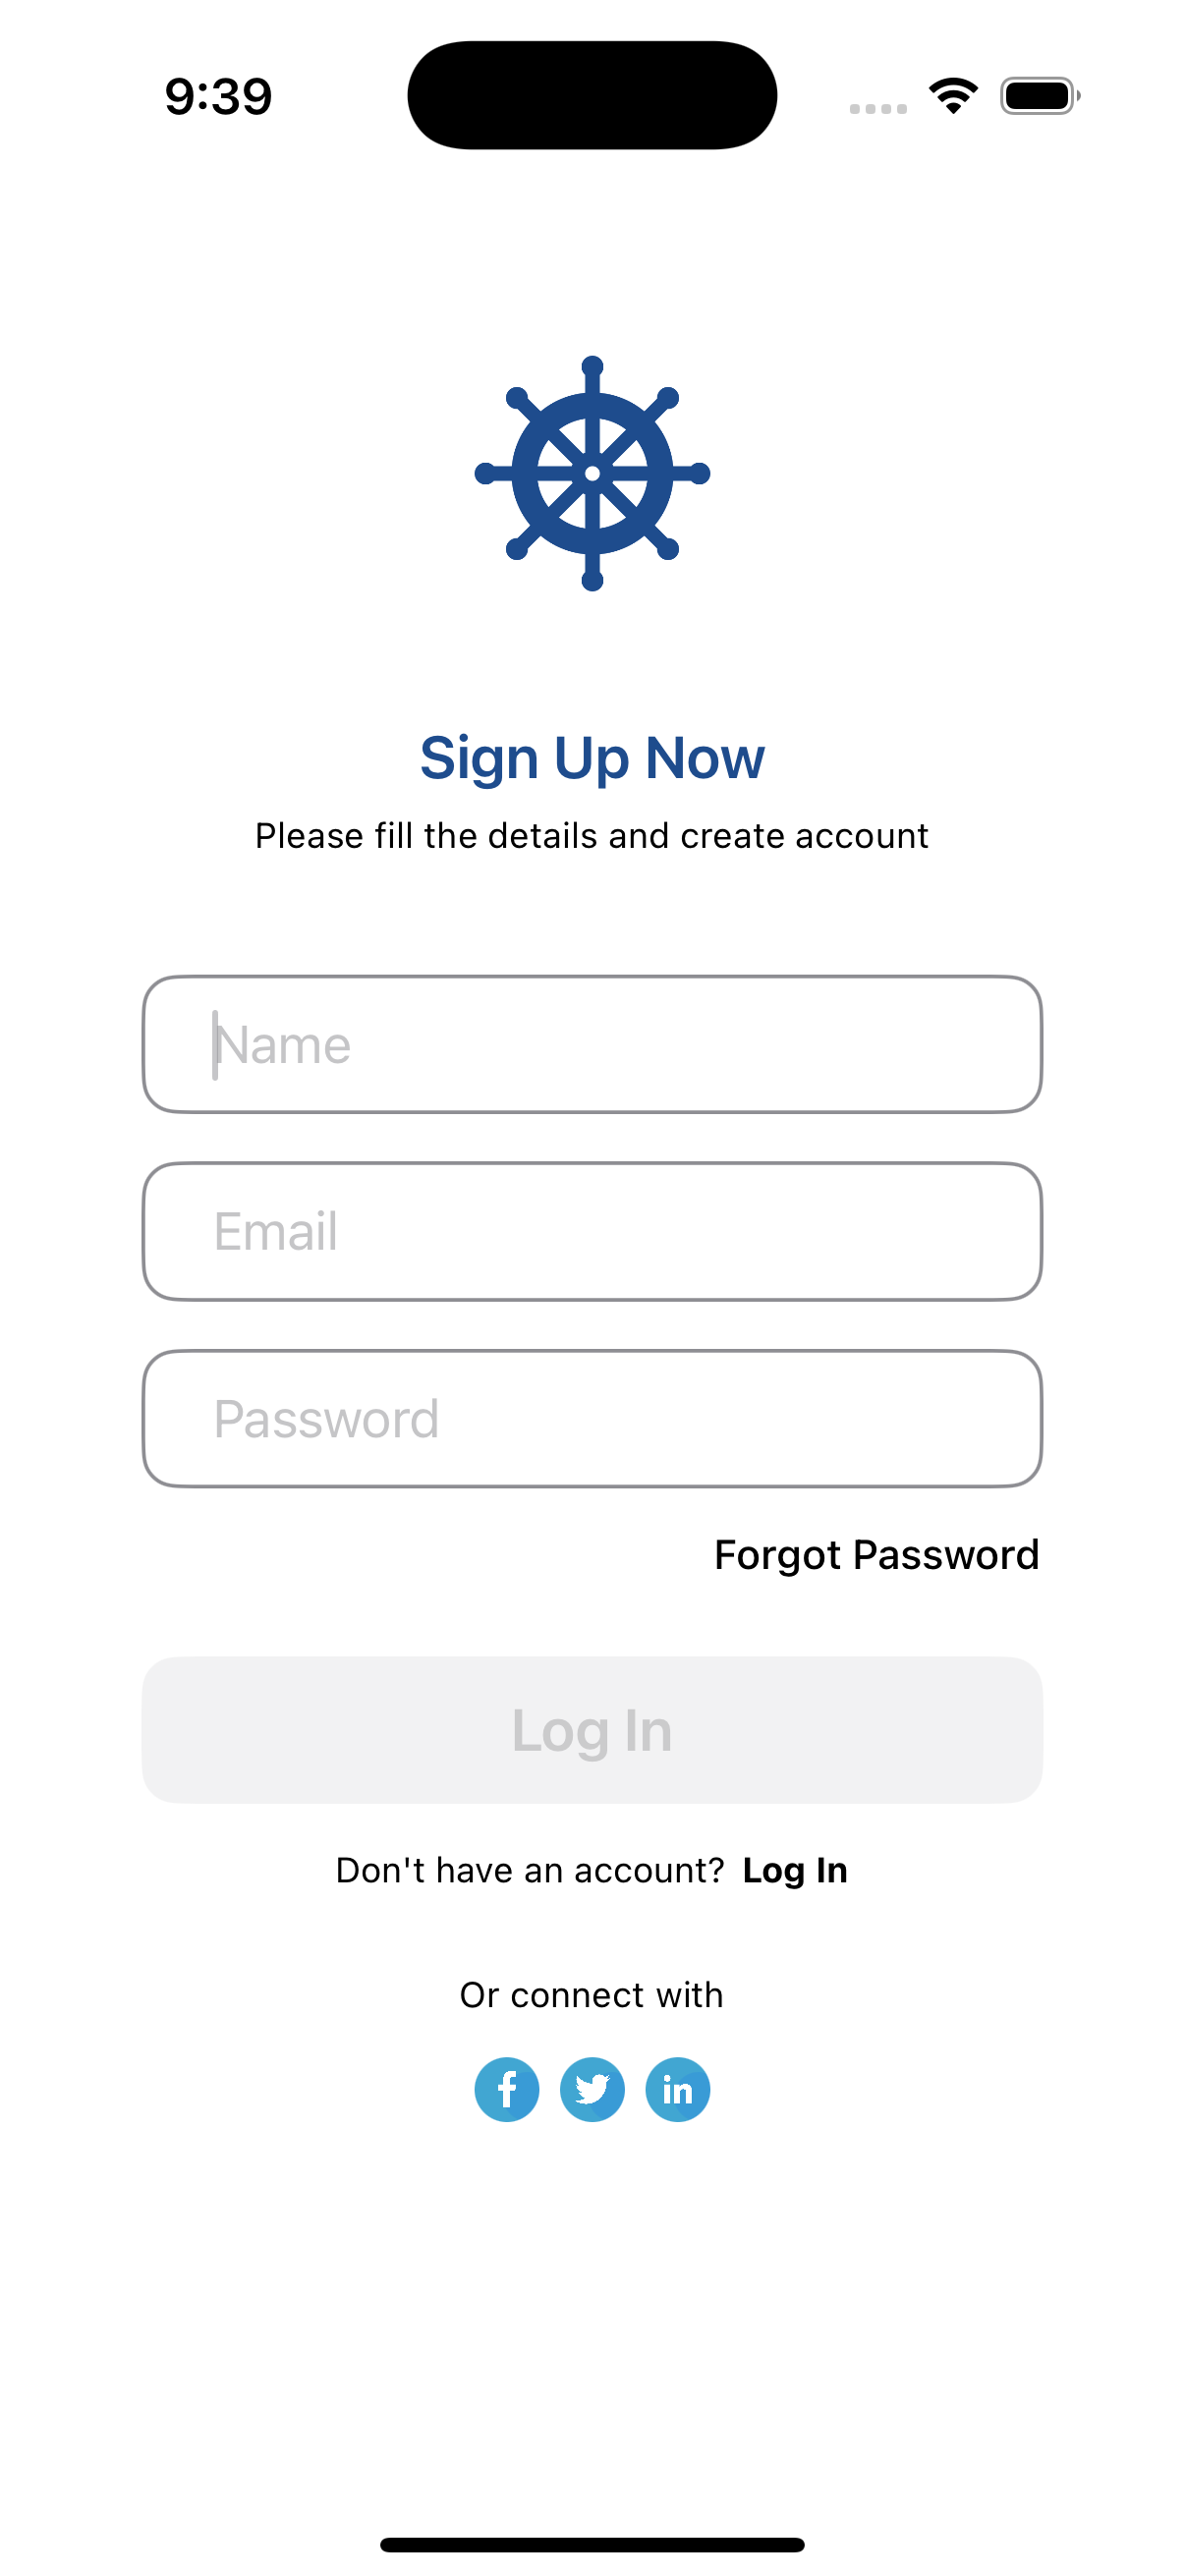 9:39
Sign Up Now
Please fill the details and create account
Name
Email
Password
Forgot Password
Log In
Don't have an account? Log In
Or connect with
f in